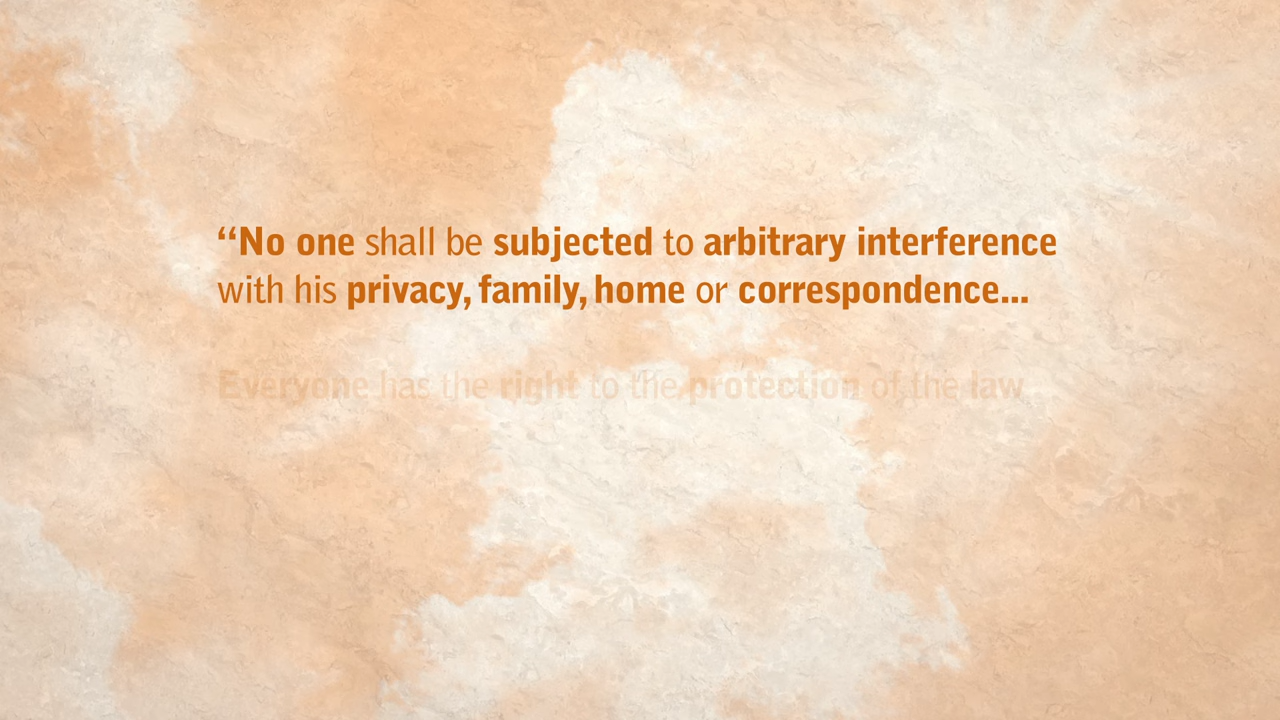 “No one shall be subjected to arbitrary interference
with his privacy, family, home or correspondence...
Everyone has the right to the protection of the law